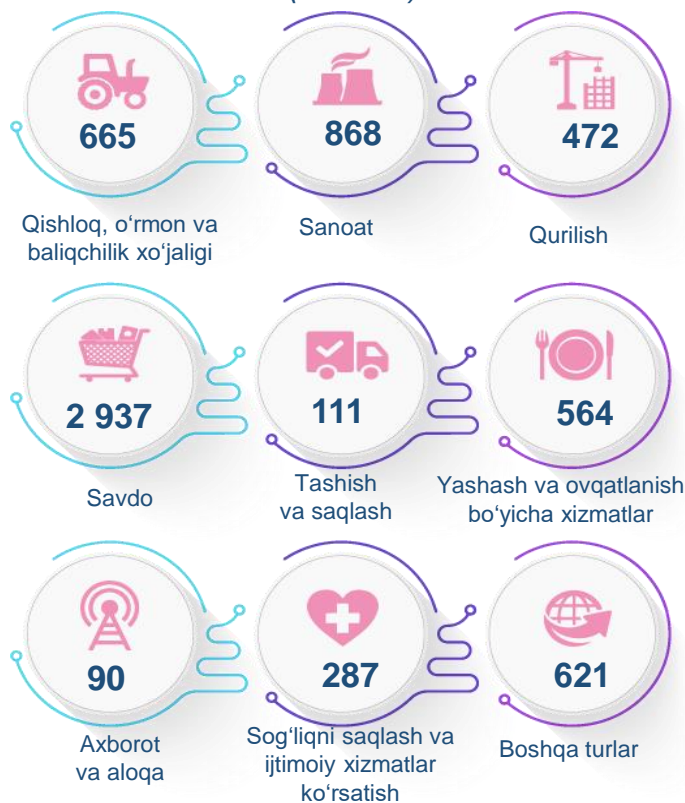 665
868
472
Qishloq, o‘rmon va
baliqchilik xo‘jaligi
Sanoat
Qurilish
2 937
111
564
Savdo
Tashish
va saqlash
Yashash va ovqatlanish
bo‘yicha xizmatlar
90
287
621
Axborot
va aloqa
Sog‘liqni saqlash va
ijtimoiy xizmatlar
ko‘rsatish
Boshqa turlar